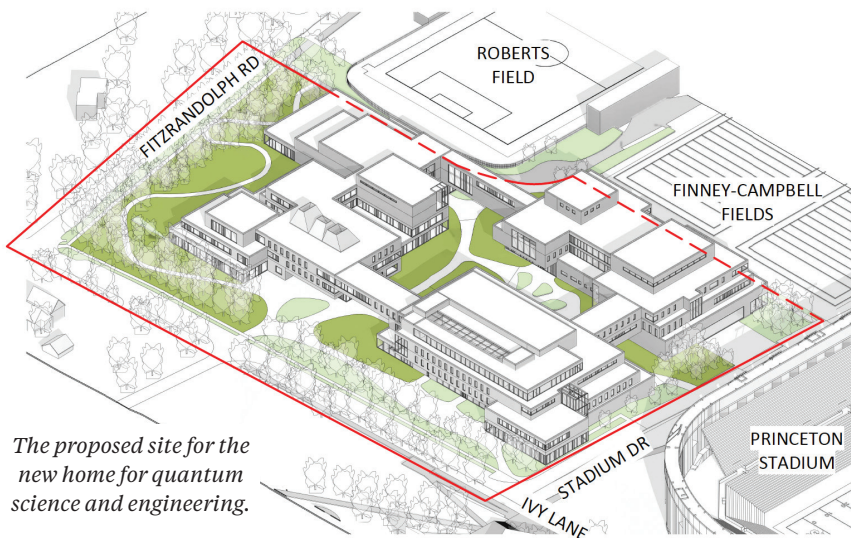 ROBERTS
FIELD
FITZRANDOLPH RD
FINNEY-CAMPBELL
FIELDS
The proposed site for the
new home for quantum
science and engineering.
STADIUM DR
IVY LANE
PRINCETON
STADIUM